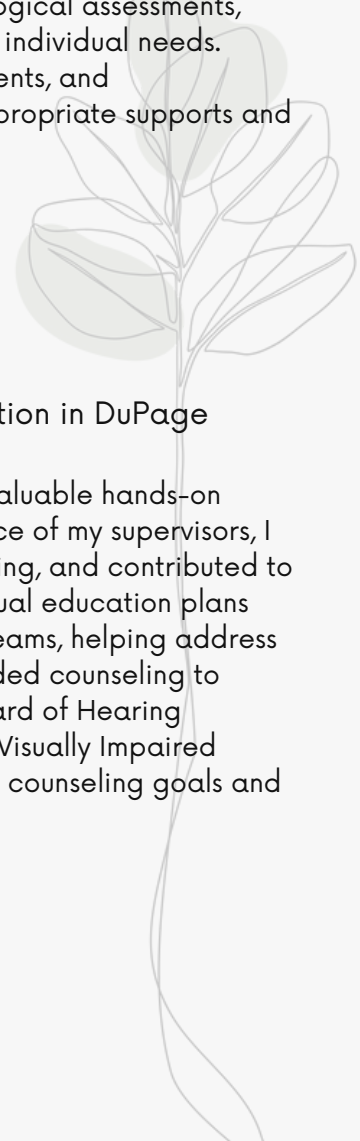 ogical assessments,
individual needs.
ents, and
propriate supports and
tion in DuPage
aluable hands-on
ce of my supervisors, I
ing, and contributed to
ual education plans
eams, helping address
ded counseling to
ard of Hearing
Visually Impaired
counseling goals and